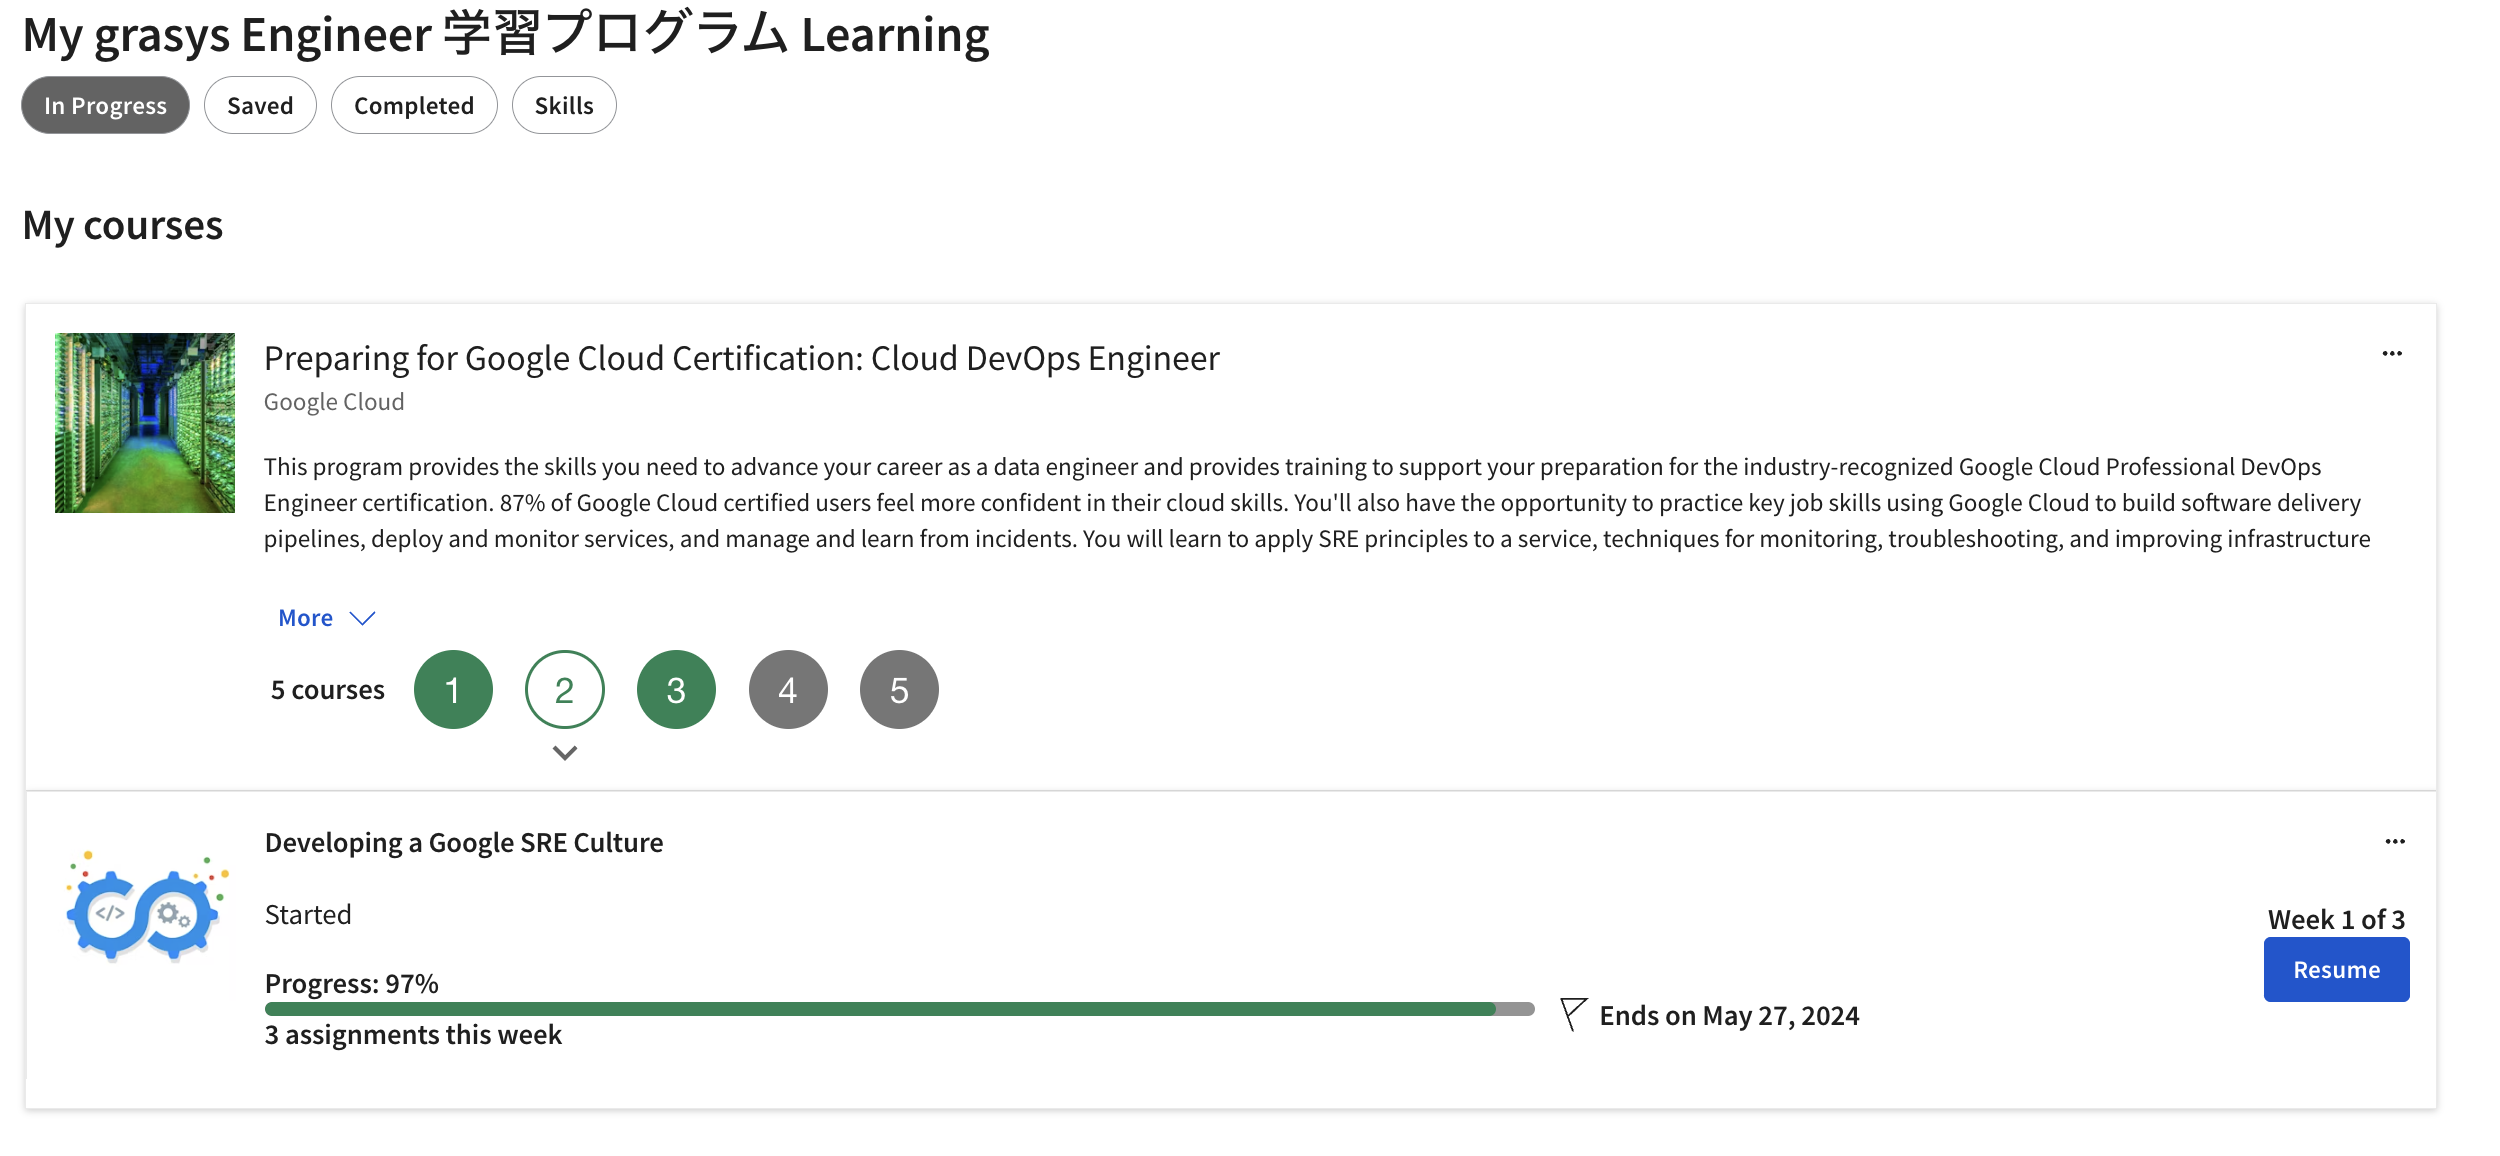 My grasys Engineer 学習プログラム Learning
In Progress
Saved
Completed
Skills
My courses
Preparing for Google Cloud Certification: Cloud DevOps Engineer
...
Google Cloud
This program provides the skills you need to advance your career as a data engineer and provides training to support your preparation for the industry-recognized Google Cloud Professional DevOps
Engineer certification. 87% of Google Cloud certified users feel more confident in their cloud skills. You'll also have the opportunity to practice key job skills using Google Cloud to build software delivery
pipelines, deploy and monitor services, and manage and learn from incidents. You will learn to apply SRE principles to a service, techniques for monitoring, troubleshooting, and improving infrastructure
More
5 courses 1 2 3 4 5
Developing a Google SRE Culture
...
</>
Started
Week 1 of 3
Resume
Progress: 97%
Ends on May 27, 2024
3 assignments this week